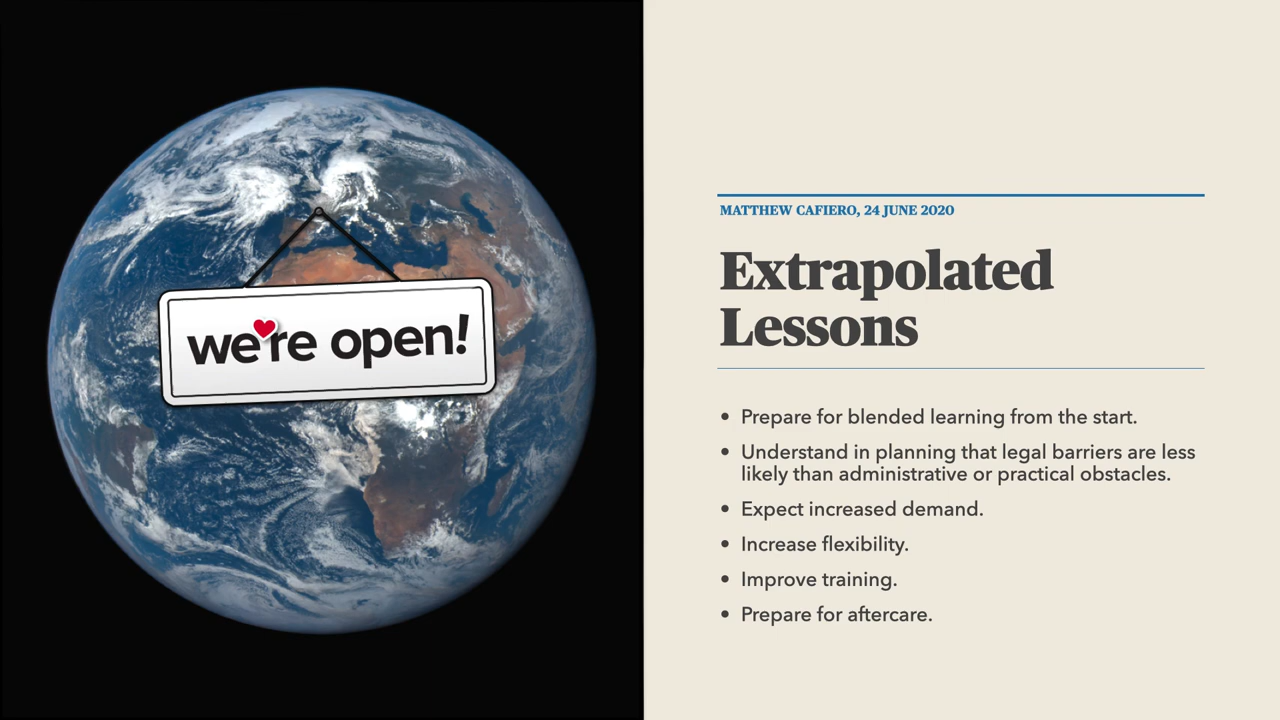 we're open!
MATTHEW CAFIERO, 24 JUNE 2020
Extrapolated
Lessons
• Prepare for blended learning from the start.
• Understand in planning that legal barriers are less
likely than administrative or practical obstacles.
• Expect increased demand.
• Increase flexibility.
• Improve training.
• Prepare for aftercare.